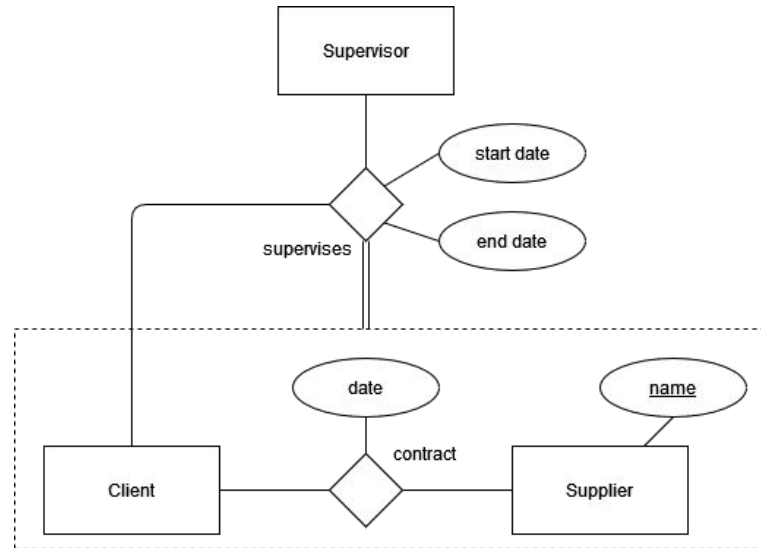 Supervisor
start date
end date
supervises
date
name
contract
Client
Supplier